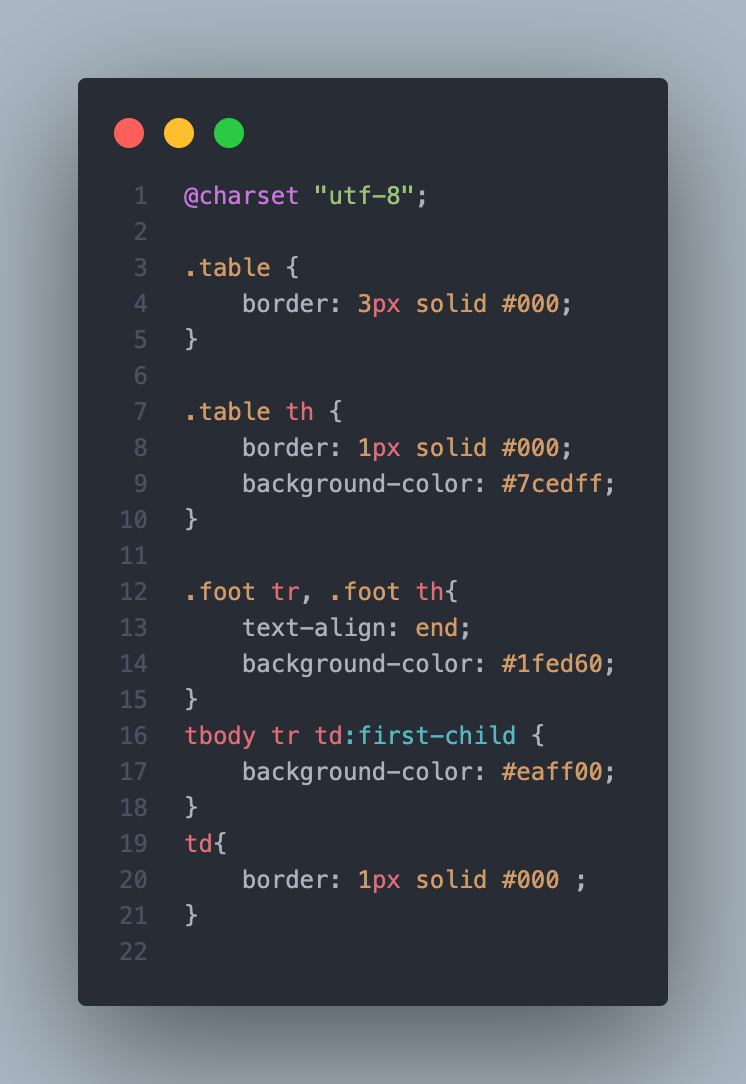 1 @charset "utf-8";
2
3 .table {
4     border: 3px solid #000;
5 }
6
7 .table th {
8     border: 1px solid #000;
9     background-color: #7cedff;
10 }
11
12 .foot tr, .foot th{
13     text-align: end;
14     background-color: #1fed60;
15 }
16 tbody tr td:first-child {
17     background-color: #eaff00;
18 }
19 td{
20     border: 1px solid #000 ;
21 }
22